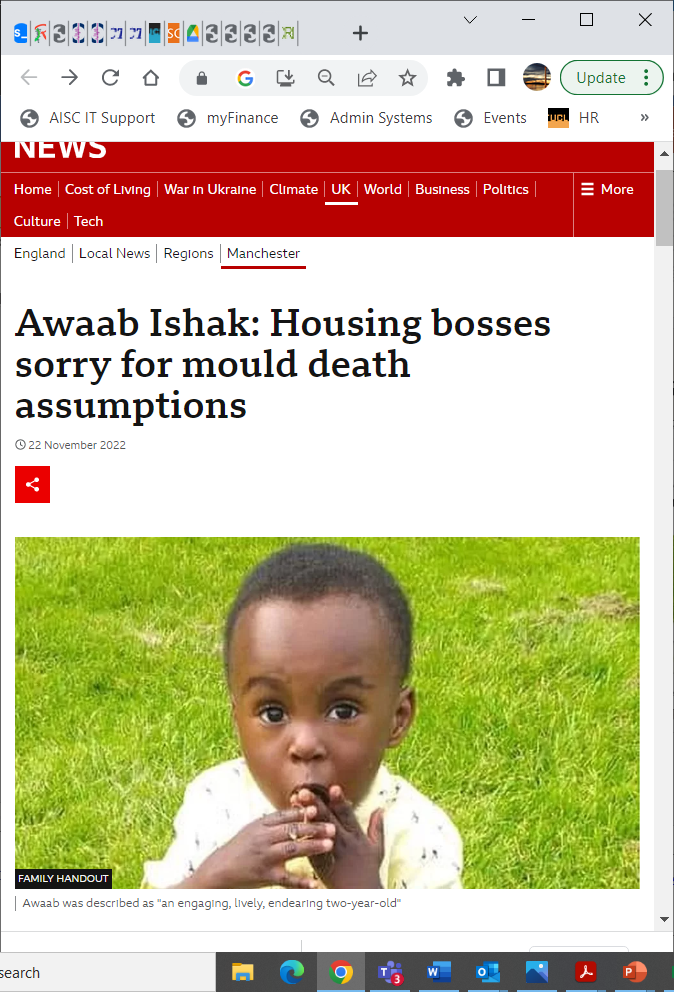 AISC IT Support myFinance Admin Systems Events HR »
Update
NEWS
Home Cost of Living War in Ukraine Climate UK World Business Politics
More
Culture Tech
England Local News Regions Manchester
Awaab Ishak: Housing bosses
sorry for mould death
assumptions
22 November 2022
FAMILY HANDOUT
Awaab was described as "an engaging, lively, endearing two-year-old"
search
3